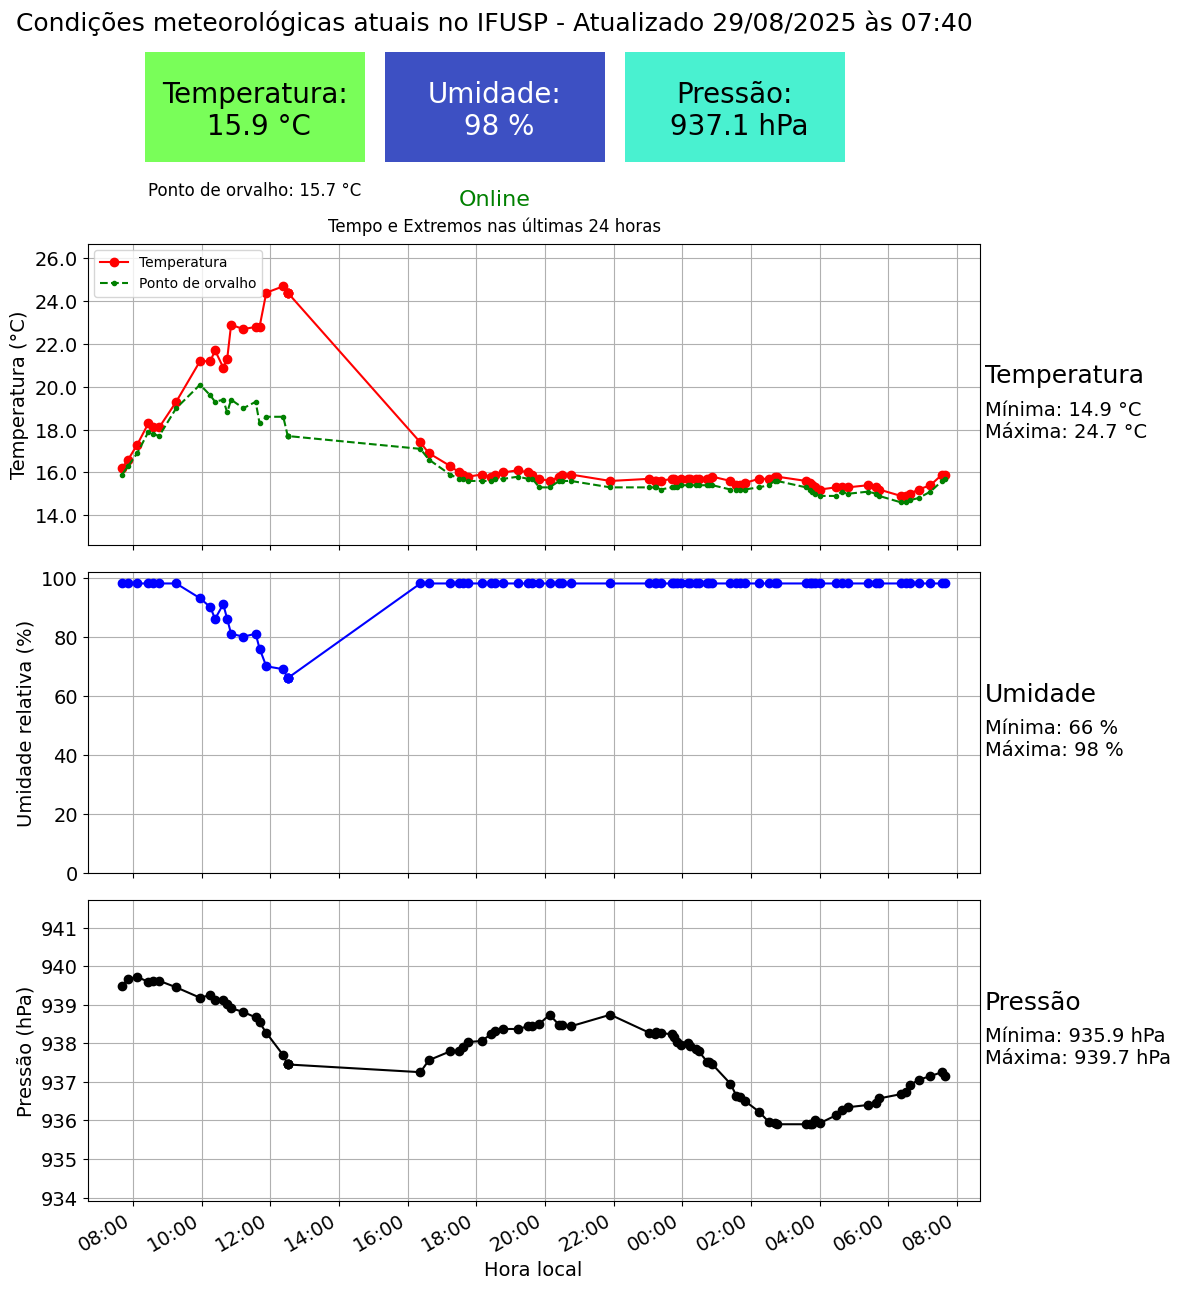 Condições meteorológicas atuais no IFUSP - Atualizado 29/08/2025 às 07:40
Temperatura:
15.9 °C
Umidade:
98 %
Pressão:
937.1 hPa
Ponto de orvalho: 15.7 °C
Online
Tempo e Extremos nas últimas 24 horas
Temperatura (°C)
26.0
24.0
22.0
20.0
18.0
16.0
14.0
Temperatura
Ponto de orvalho
Temperatura
Mínima: 14.9 °C
Máxima: 24.7 °C
Umidade relativa (%)
100
80
60
40
20
0
Umidade
Mínima: 66 %
Máxima: 98 %
Pressão (hPa)
941
940
939
938
937
936
935
934
Pressão
Mínima: 935.9 hPa
Máxima: 939.7 hPa
08:00
10:00
12:00
14:00
16:00
18:00
20:00
22:00
00:00
02:00
04:00
06:00
08:00
Hora local